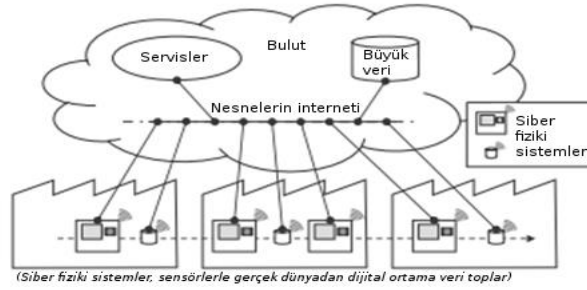 Bulut
Servisler
Büyük
veri
Nesnelerin interneti
Siber
fiziki
sistemler
(Siber fiziki sistemler, sensörlerle gerçek dünyadan dijital ortama veri toplar)